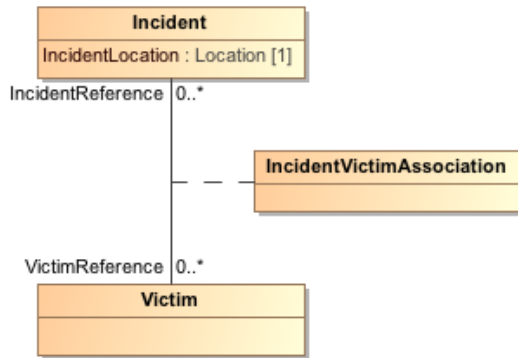 Incident
IncidentLocation : Location [1]
IncidentReference 0..*
IncidentVictimAssociation
VictimReference 0..*
Victim